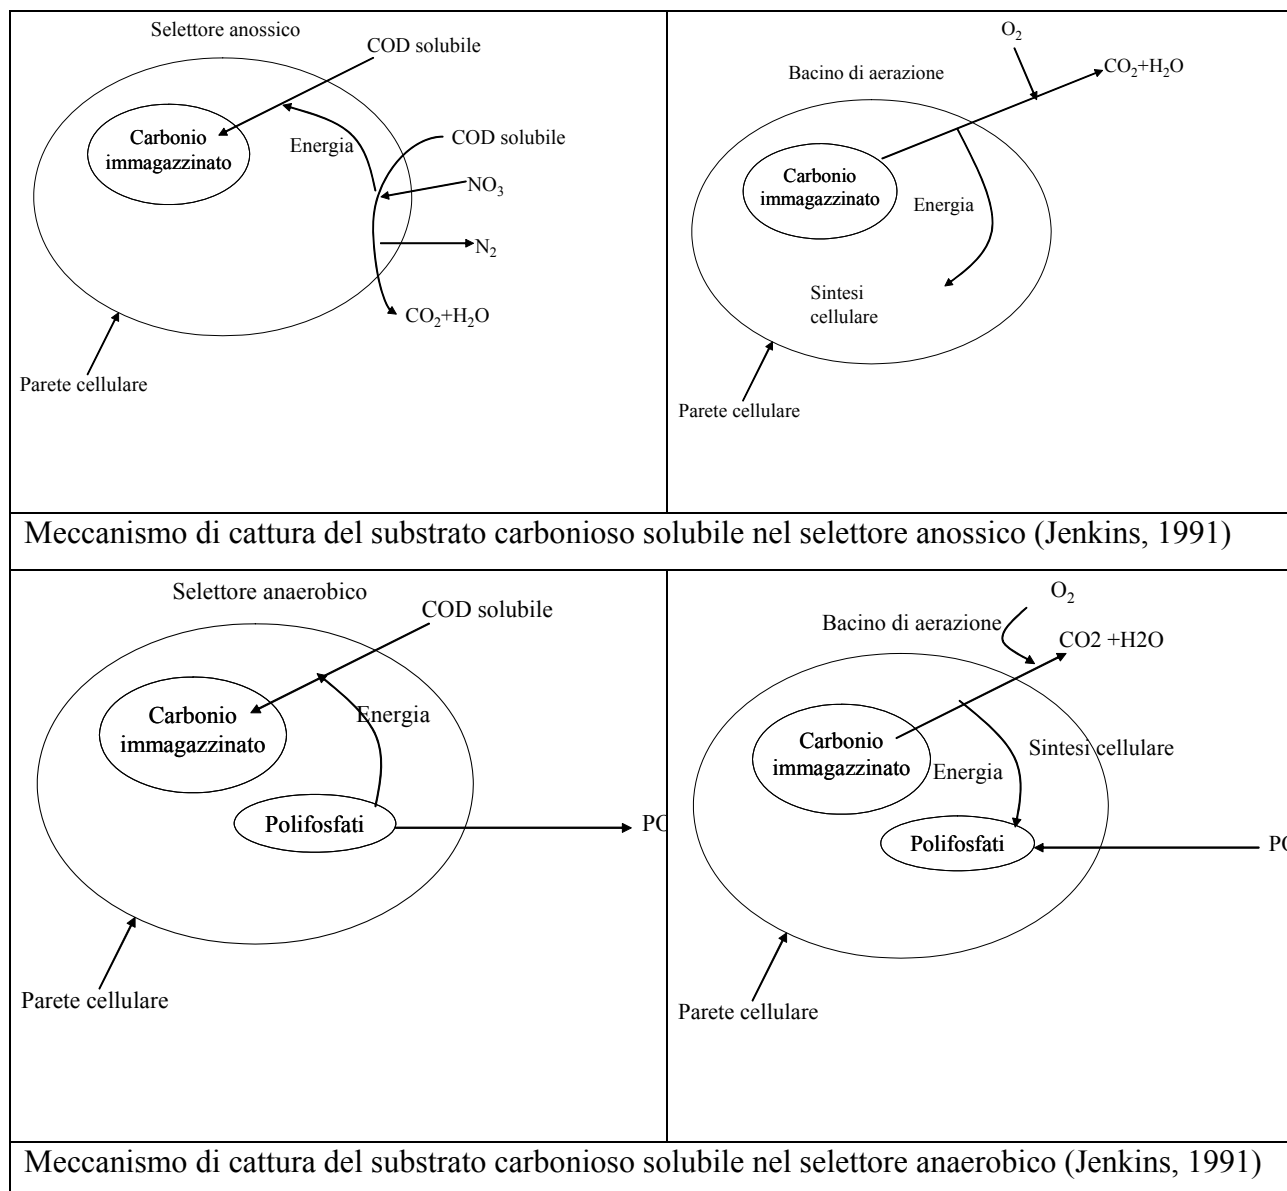 Selettore anossico
COD solubile
Carbonio
immagazzinato
Energia
COD solubile
NO₃
N₂
CO₂+H₂O
Parete cellulare
O₂
Bacino di aerazione
CO₂+H₂O
Carbonio
immagazzinato
Energia
Sintesi
cellulare
Parete cellulare
Meccanismo di cattura del substrato carbonioso solubile nel selettore anossico (Jenkins, 1991)
Selettore anaerobico
COD solubile
Carbonio
immagazzinato
Energia
Polifosfati
Parete cellulare
O₂
Bacino di aerazione
CO2 +H2O
Carbonio
immagazzinato
Energia
Sintesi cellulare
Polifosfati
Parete cellulare
Meccanismo di cattura del substrato carbonioso solubile nel selettore anaerobico (Jenkins, 1991)